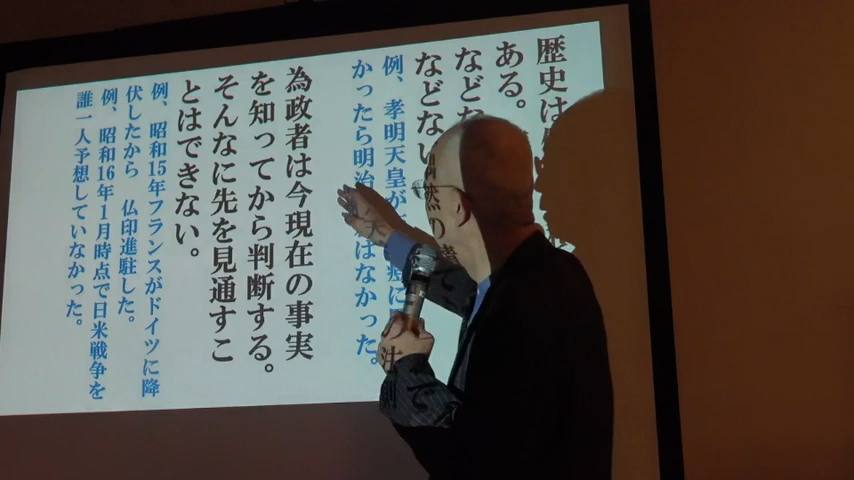 歴史は
ある。
などな
などない
例、孝明天皇が
かったら明治
はなかった。
為政者は今現在の事実
を知ってから判断する。
そんなに先を見通すこ
とはできない。
例、昭和15年フランスがドイツに降
伏したから 仏印進駐した。
例、昭和16年1月時点で日米戦争を
誰一人予想していなかった。